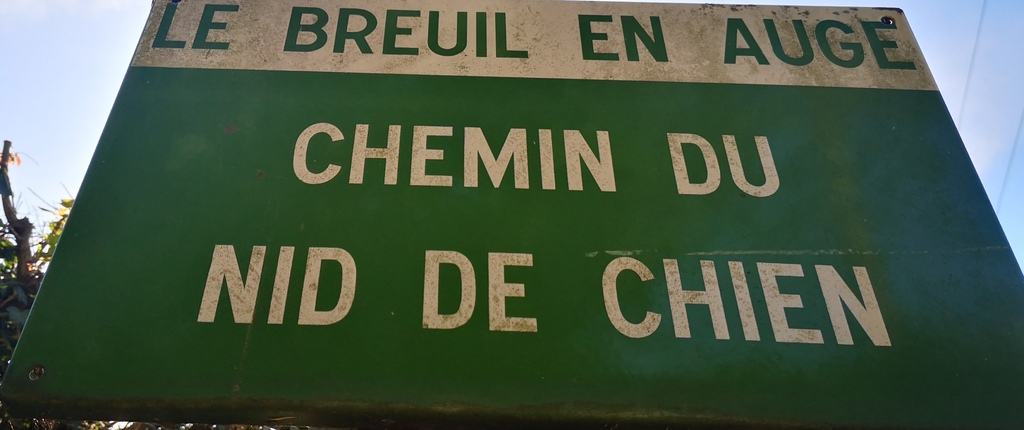 LE BREUIL EN AUGE
CHEMIN DU
NID DE CHIEN